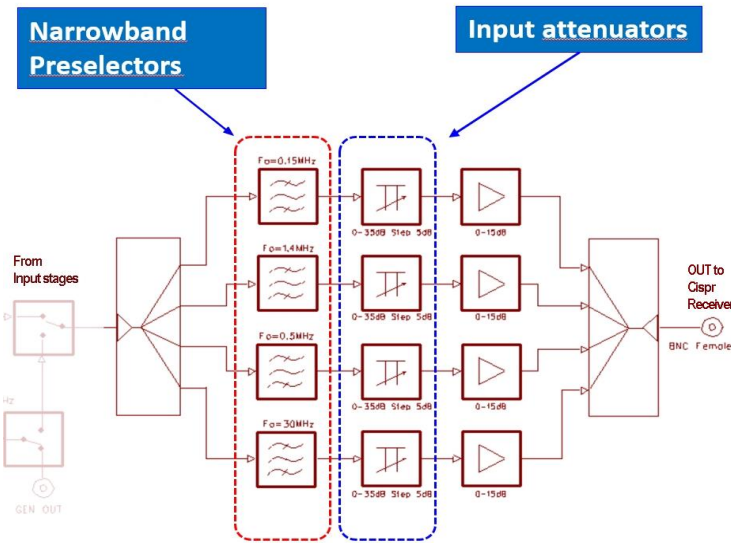 Narrowband
Preselectors
Input attenuators
Fo=0.15MHz
0-35dB Step 5dB
0-15dB
From
Input stages
Fo=1.4MHz
0-35dB Step 5dB
0-15dB
OUT to
Cispr
Receiver
BNC Female
Fo=0.5MHz
0-35dB Step 5dB
0-15dB
Hz
Fo=30MHz
0-35dB Step 5dB
0-15dB
GEN OUT